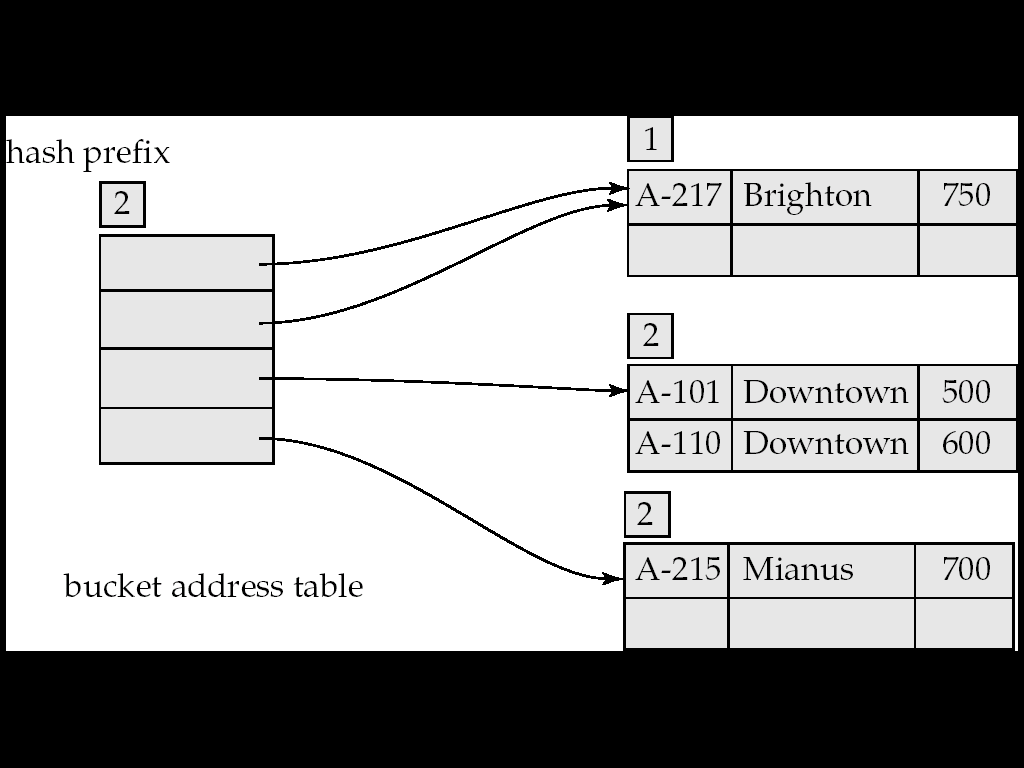 hash prefix
2
bucket address table
1
A-217 Brighton 750
2
A-101 Downtown 500
A-110 Downtown 600
2
A-215 Mianus 700